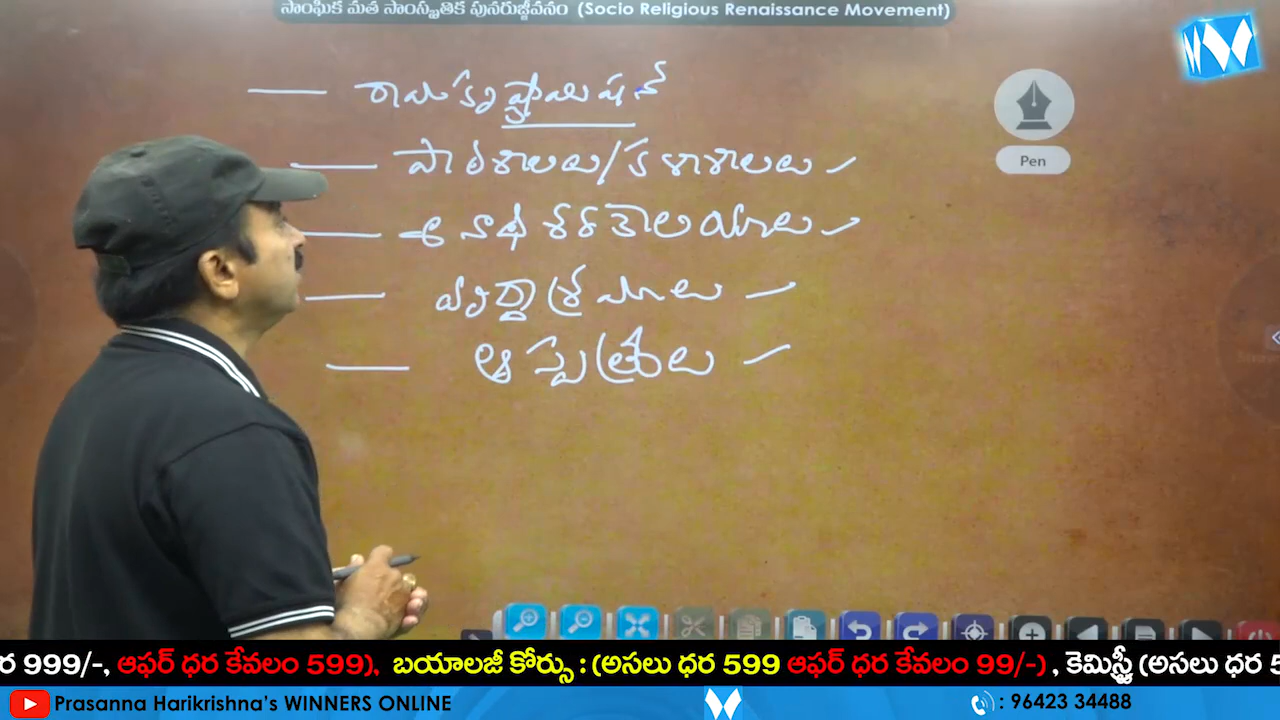 సాంఘిక మత సాంస్కృతిక పునరుజ్జీవనం (Socio Religious Renaissance Movement)
— రామకృష్ణామిషన్
Pen
— పాఠశాలలు/కళాశాలలు
— అనాథ శరణాలయాలు
— వృద్ధాశ్రమాలు
— ఆస్పత్రులు
ర 999/-, ఆఫర్ ధర కేవలం 599), బయాలజీ కోర్సు : (అసలు ధర 599 ఆఫర్ ధర కేవలం 99/-) , కెమిస్ట్రీ (అసలు ధర 5
Prasanna Harikrishna's WINNERS ONLINE : 96423 34488